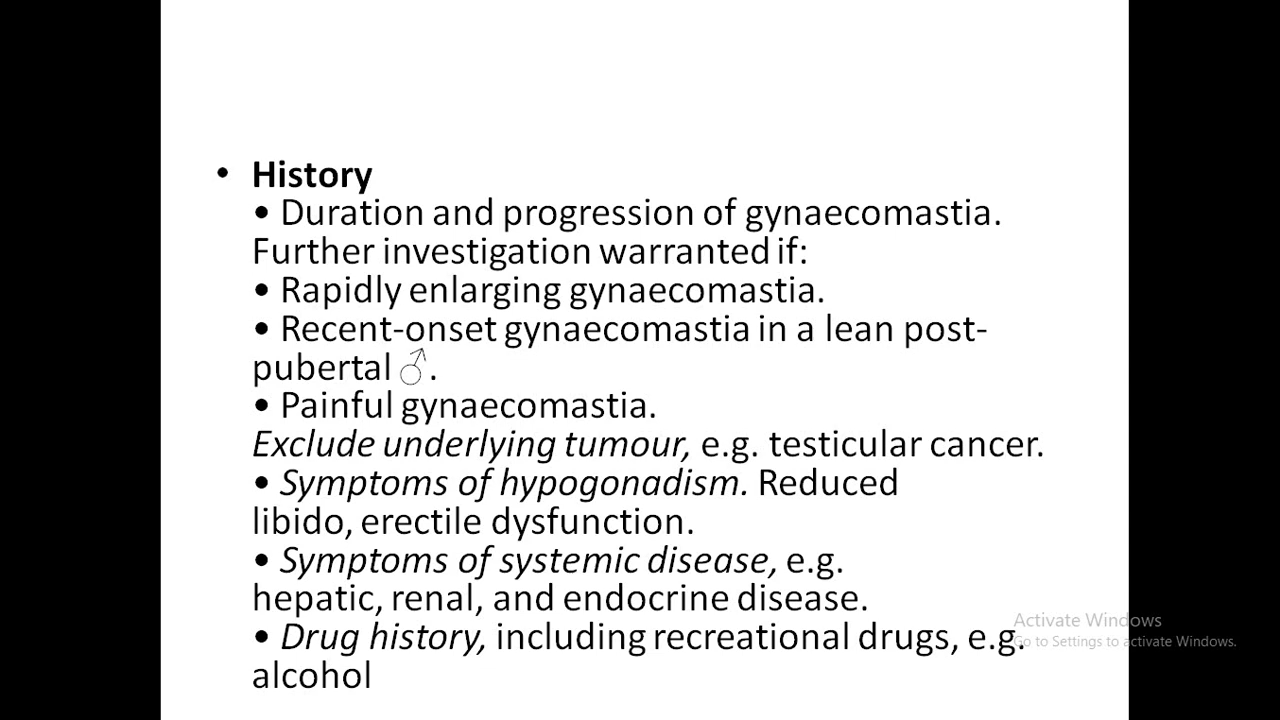 • History
• Duration and progression of gynaecomastia.
Further investigation warranted if:
• Rapidly enlarging gynaecomastia.
• Recent-onset gynaecomastia in a lean post-
pubertal ♂.
• Painful gynaecomastia.
Exclude underlying tumour, e.g. testicular cancer.
• Symptoms of hypogonadism. Reduced
libido, erectile dysfunction.
• Symptoms of systemic disease, e.g.
hepatic, renal, and endocrine disease.
• Drug history, including recreational drugs, e.g.
alcohol
Activate Windows
Go to Settings to activate Windows.